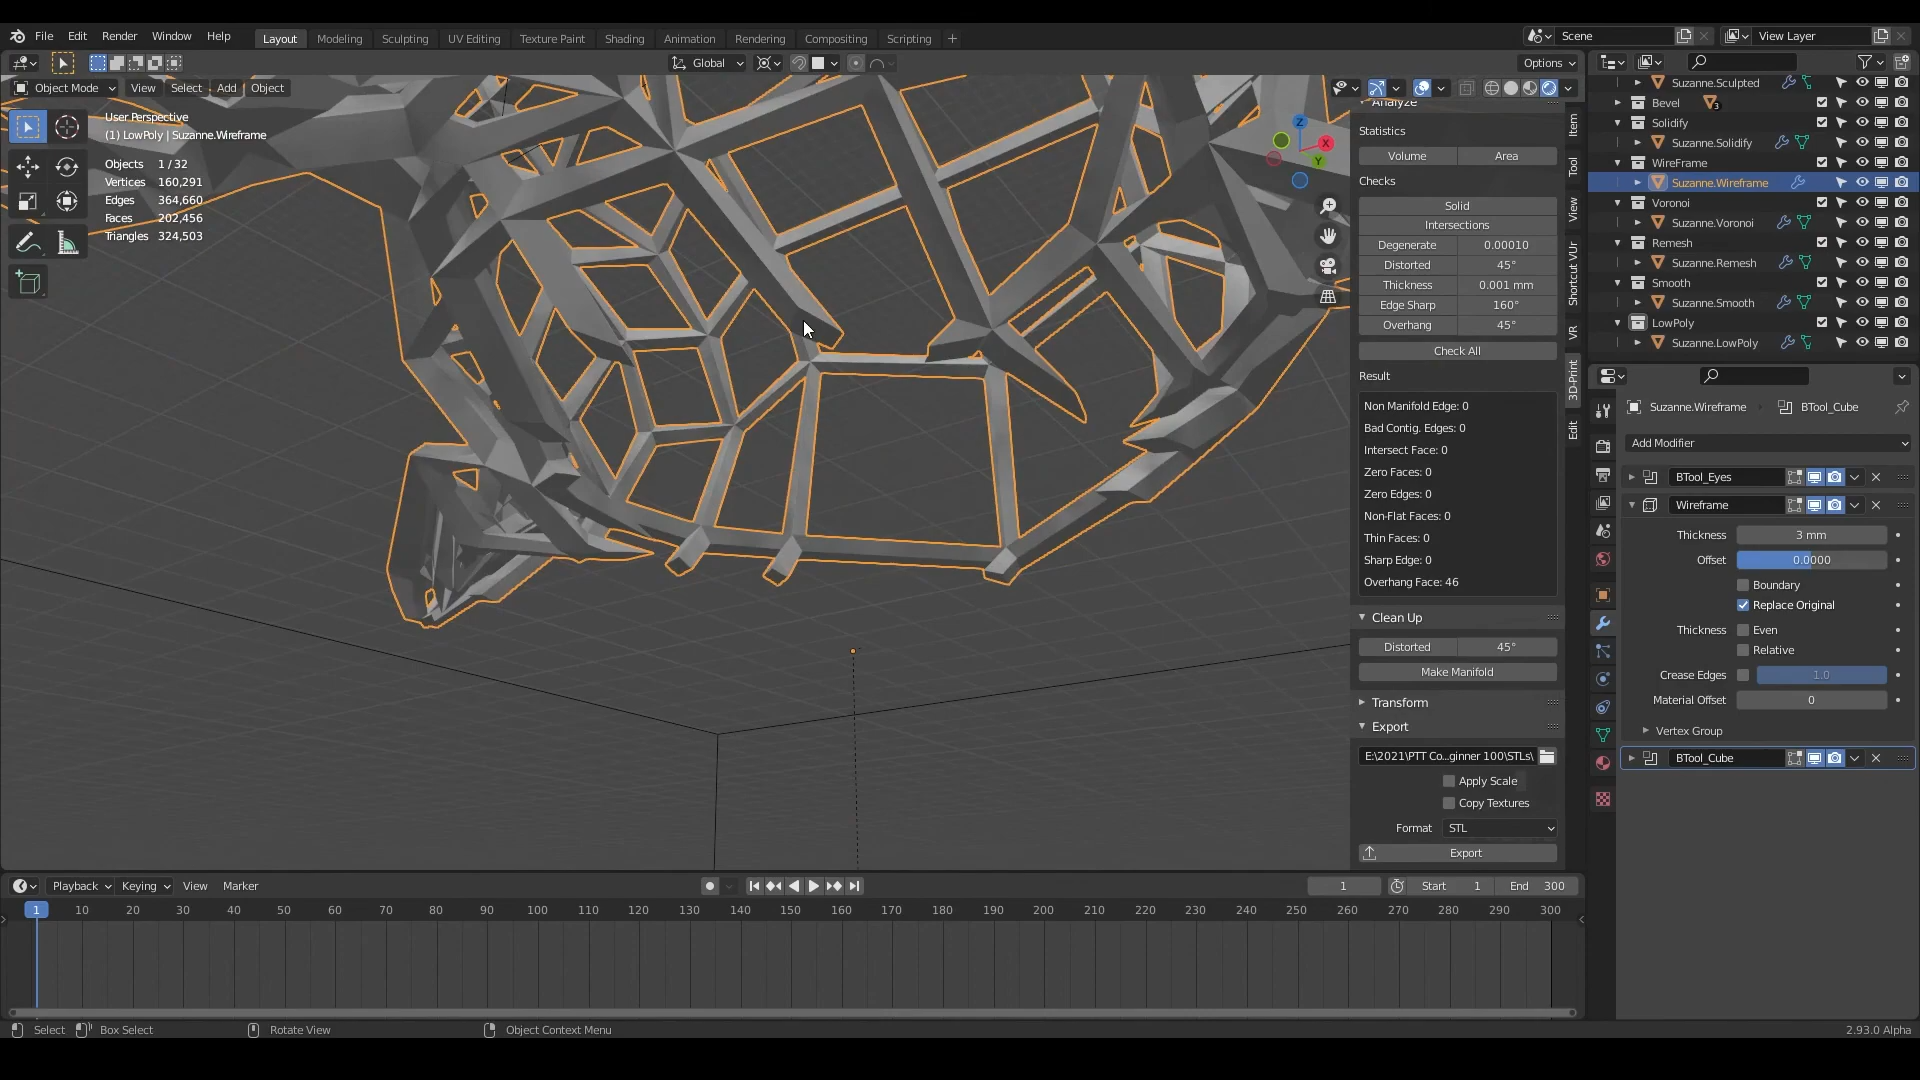 File Edit Render Window Help Layout Modeling Sculpting UV Editing Texture Paint Shading Animation Rendering Compositing Scripting + Scene View Layer
Global Options
Object Mode View Select Add Object
User Perspective
(1) LowPoly | Suzanne.Wireframe
Objects 1 / 32
Vertices 160,291
Edges 364,660
Faces 202,456
Triangles 324,503
Z
X
Y
Analyze
Statistics
Volume Area
Checks
Solid
Intersections
Degenerate 0.00010
Distorted 45°
Thickness 0.001 mm
Edge Sharp 160°
Overhang 45°
Check All
Result
Non Manifold Edge: 0
Bad Contig. Edges: 0
Intersect Face: 0
Zero Faces: 0
Zero Edges: 0
Non-Flat Faces: 0
Thin Faces: 0
Sharp Edge: 0
Overhang Face: 46
Clean Up
Distorted 45°
Make Manifold
Transform
Export
E:\2021\PTT Co...ginner 100\STLs\
Apply Scale
Copy Textures
Format STL
Export
Item
Tool
View
Shortcut VUr
VR
3D-Print
Edit
Suzanne.Sculpted
Bevel 3
Solidify
Suzanne.Solidify
WireFrame
Suzanne.Wireframe
Voronoi
Suzanne.Voronoi
Remesh
Suzanne.Remesh
Smooth
Suzanne.Smooth
LowPoly
Suzanne.LowPoly
Suzanne.Wireframe BTool_Cube
Add Modifier
BTool_Eyes
Wireframe
Thickness 3 mm
Offset 0.0000
Boundary
Replace Original
Thickness Even
Relative
Crease Edges 1.0
Material Offset 0
Vertex Group
BTool_Cube
Playback Keying View Marker 1 Start 1 End 300
1 10 20 30 40 50 60 70 80 90 100 110 120 130 140 150 160 170 180 190 200 210 220 230 240 250 260 270 280 290 300
Select Box Select Rotate View Object Context Menu 2.93.0 Alpha